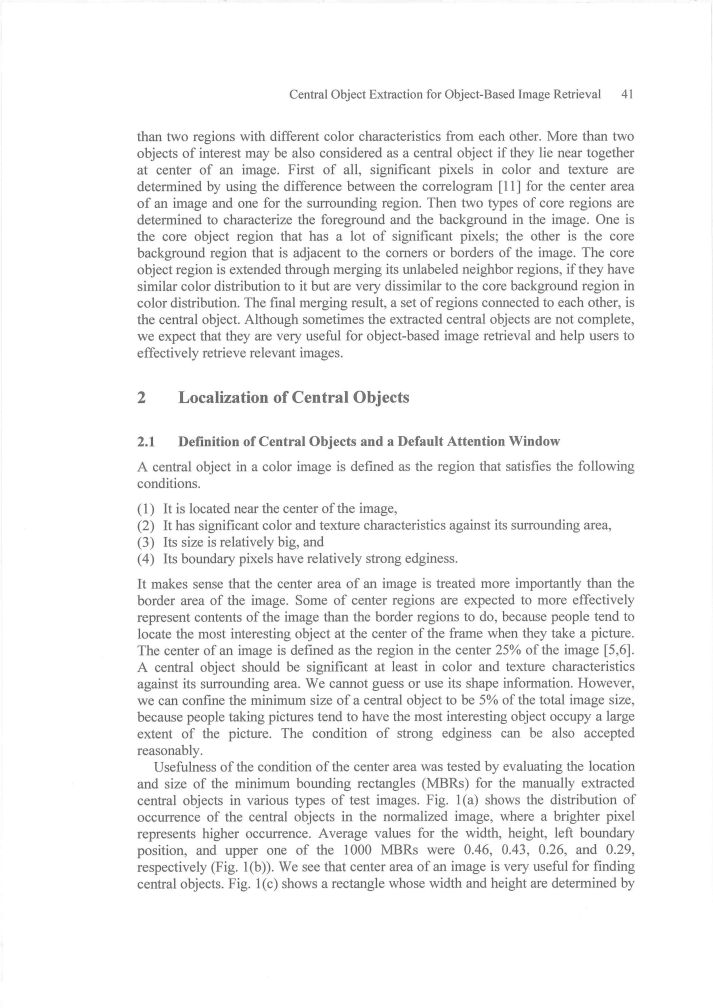 Central Object Extraction for Object-Based Image Retrieval 41
than two regions with different color characteristics from each other. More than two
objects of interest may be also considered as a central object if they lie near together
at center of an image. First of all, significant pixels in color and texture are
determined by using the difference between the correlogram [11] for the center area
of an image and one for the surrounding region. Then two types of core regions are
determined to characterize the foreground and the background in the image. One is
the core object region that has a lot of significant pixels; the other is the core
background region that is adjacent to the corners or borders of the image. The core
object region is extended through merging its unlabeled neighbor regions, if they have
similar color distribution to it but are very dissimilar to the core background region in
color distribution. The final merging result, a set of regions connected to each other, is
the central object. Although sometimes the extracted central objects are not complete,
we expect that they are very useful for object-based image retrieval and help users to
effectively retrieve relevant images.
2 Localization of Central Objects
2.1 Definition of Central Objects and a Default Attention Window
A central object in a color image is defined as the region that satisfies the following
conditions.
(1) It is located near the center of the image,
(2) It has significant color and texture characteristics against its surrounding area,
(3) Its size is relatively big, and
(4) Its boundary pixels have relatively strong edginess.
It makes sense that the center area of an image is treated more importantly than the
border area of the image. Some of center regions are expected to more effectively
represent contents of the image than the border regions to do, because people tend to
locate the most interesting object at the center of the frame when they take a picture.
The center of an image is defined as the region in the center 25% of the image [5,6].
A central object should be significant at least in color and texture characteristics
against its surrounding area. We cannot guess or use its shape information. However,
we can confine the minimum size of a central object to be 5% of the total image size,
because people taking pictures tend to have the most interesting object occupy a large
extent of the picture. The condition of strong edginess can be also accepted
reasonably.
Usefulness of the condition of the center area was tested by evaluating the location
and size of the minimum bounding rectangles (MBRs) for the manually extracted
central objects in various types of test images. Fig. 1(a) shows the distribution of
occurrence of the central objects in the normalized image, where a brighter pixel
represents higher occurrence. Average values for the width, height, left boundary
position, and upper one of the 1000 MBRs were 0.46, 0.43, 0.26, and 0.29,
respectively (Fig. 1(b)). We see that center area of an image is very useful for finding
central objects. Fig. 1(c) shows a rectangle whose width and height are determined by